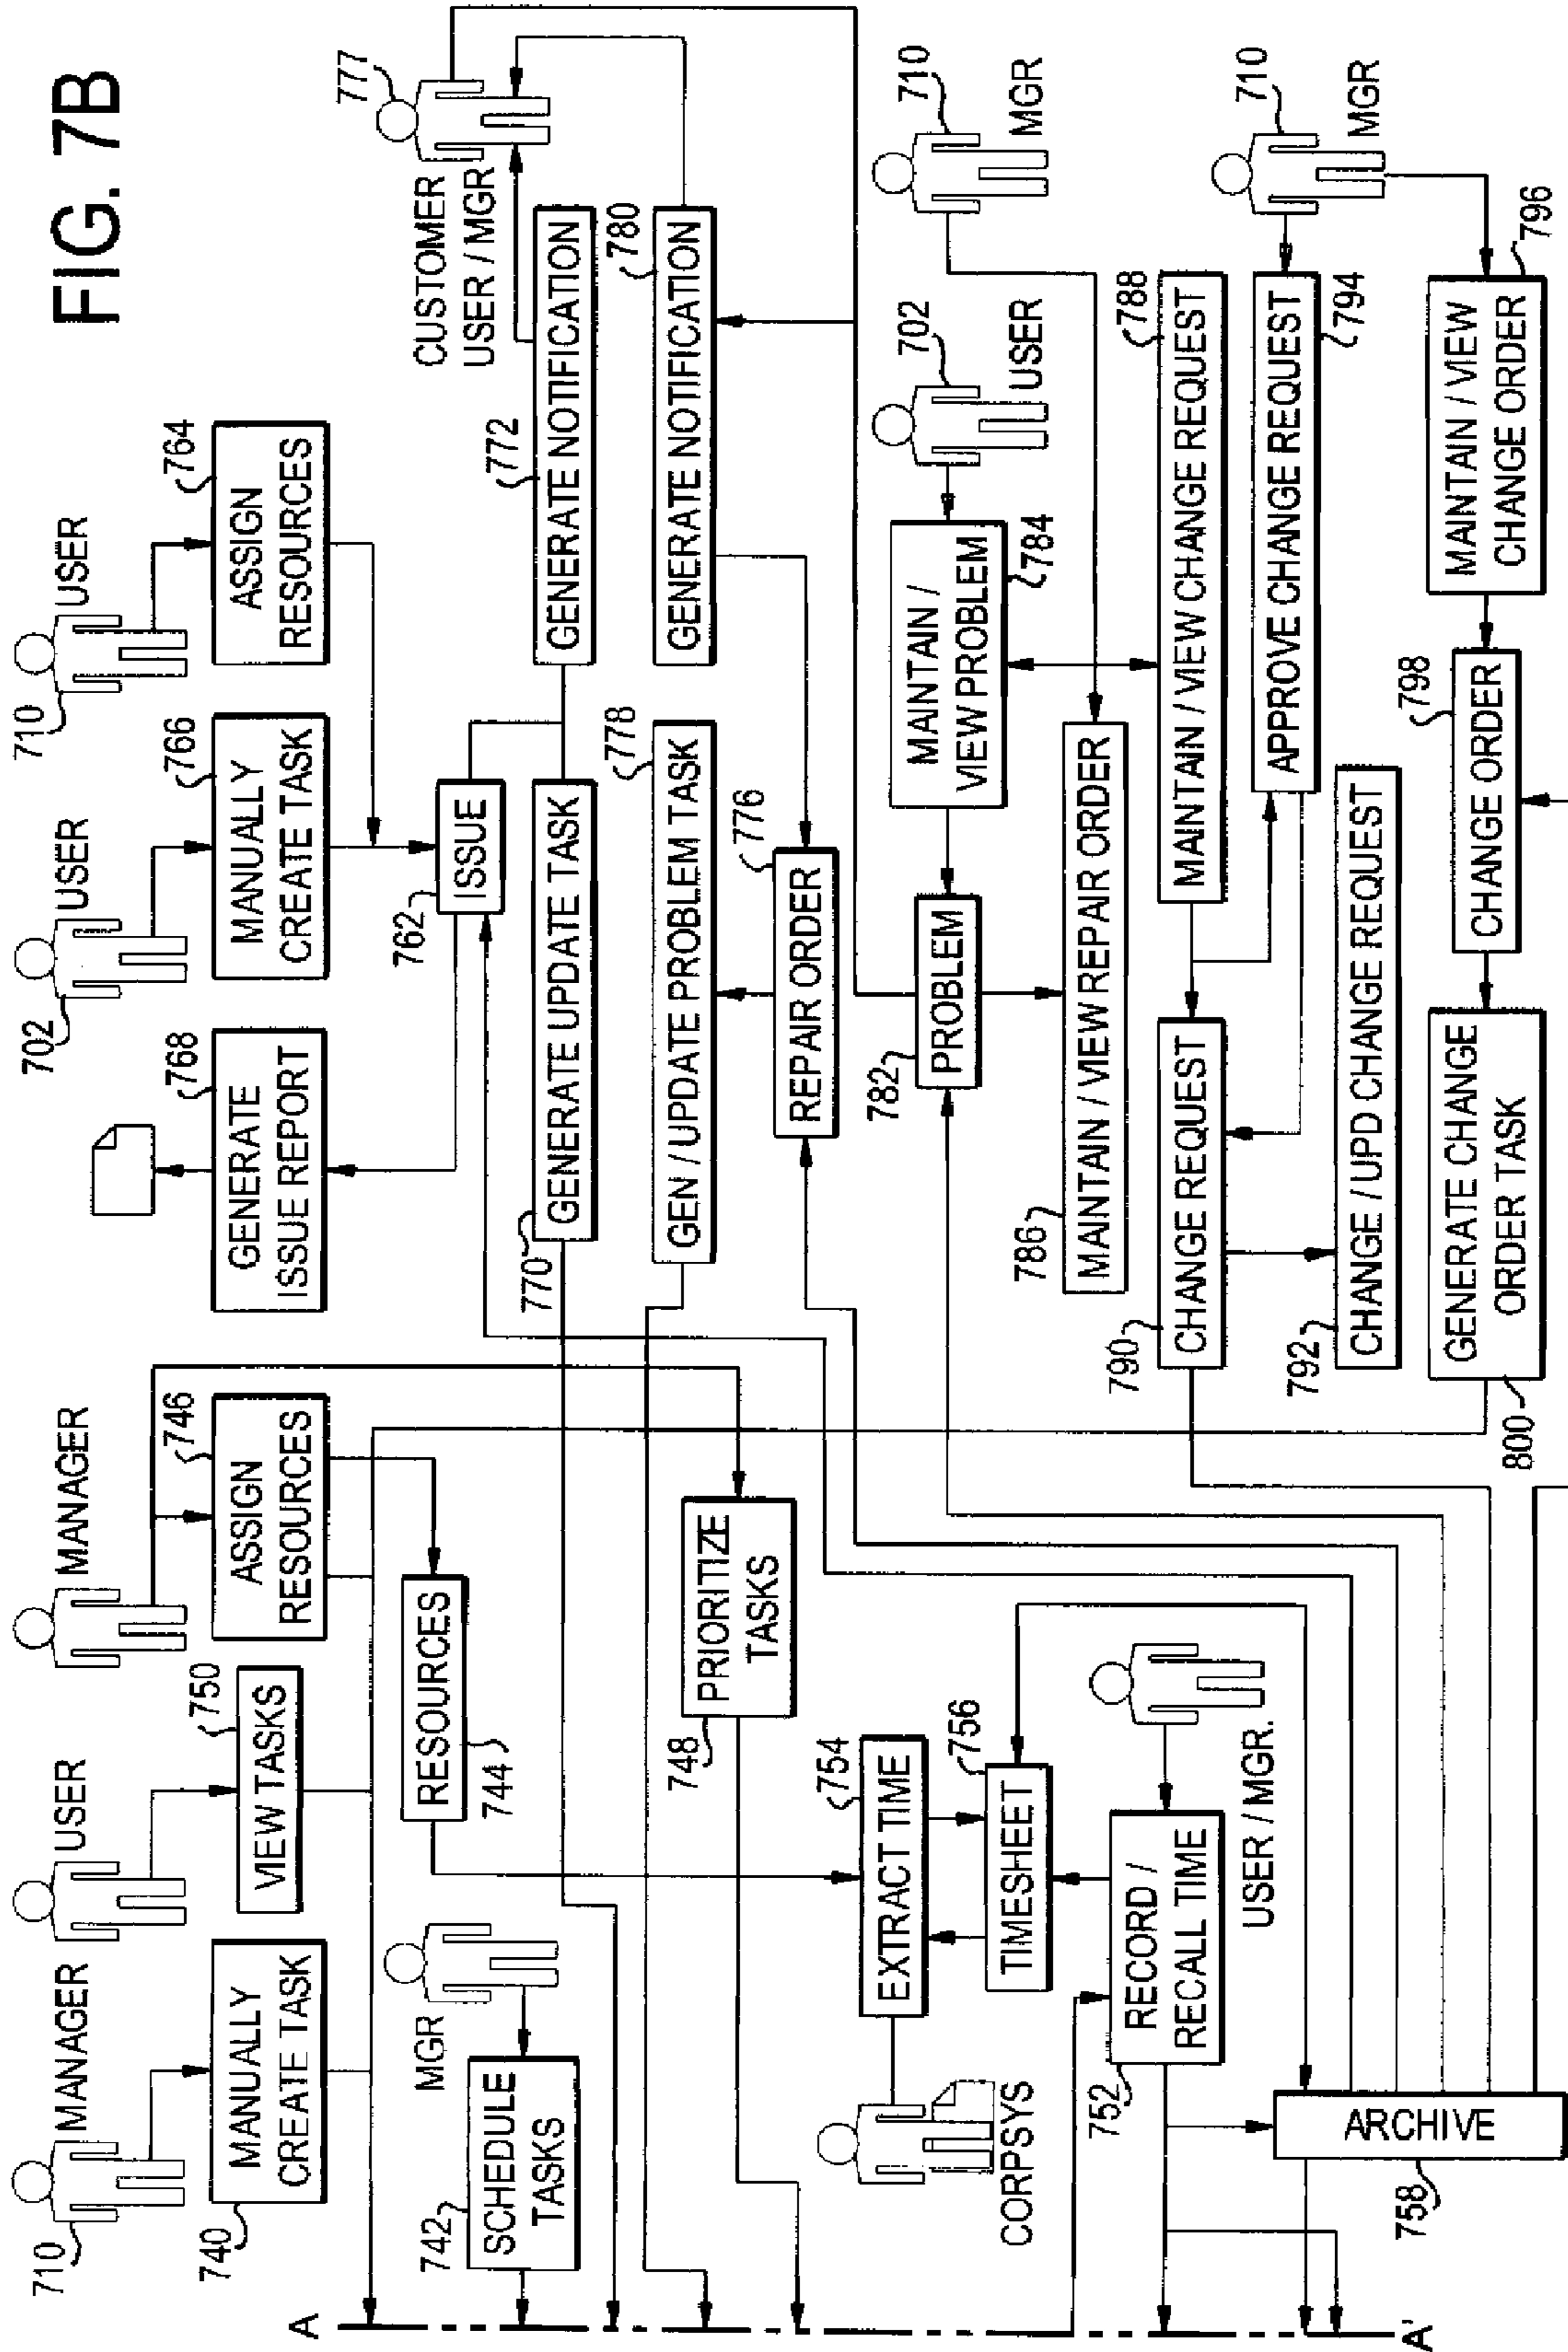 FIG. 7B
710
MANAGER
USER
MANAGER
702
USER
710
USER
740
MANUALLY
CREATE TASK
750
VIEW TASKS
746
ASSIGN
RESOURCES
768
GENERATE
ISSUE REPORT
766
MANUALLY
CREATE TASK
764
ASSIGN
RESOURCES
777
CUSTOMER
USER / MGR
A
742
SCHEDULE
TASKS
MGR
RESOURCES
744
762
ISSUE
770
GENERATE UPDATE TASK
772
GENERATE NOTIFICATION
748
PRIORITIZE
TASKS
778
GEN / UPDATE PROBLEM TASK
780
GENERATE NOTIFICATION
776
REPAIR ORDER
CORPSYS
754
EXTRACT TIME
756
TIMESHEET
752
RECORD /
RECALL TIME
USER / MGR.
782
PROBLEM
MAINTAIN /
VIEW PROBLEM
784
702
USER
710
MGR
786
MAINTAIN / VIEW REPAIR ORDER
790
CHANGE REQUEST
788
MAINTAIN / VIEW CHANGE REQUEST
792
CHANGE / UPD CHANGE REQUEST
APPROVE CHANGE REQUEST
794
710
MGR
758
ARCHIVE
800
GENERATE CHANGE
ORDER TASK
798
CHANGE ORDER
MAINTAIN / VIEW
CHANGE ORDER
796
A'